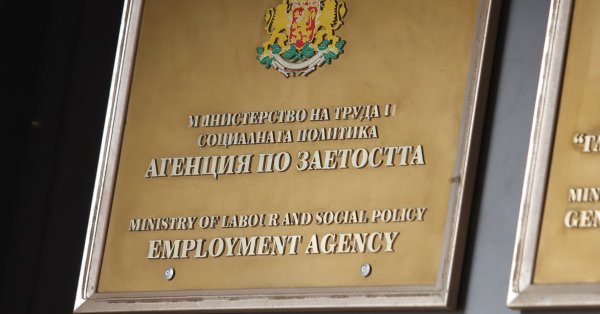 МИНИСТЕРСТВО НА ТРУДА И
СОЦИАЛНАТА ПОЛИТИКА
АГЕНЦИЯ ПО ЗАЕТОСТТА
MINISTRY OF LABOUR AND SOCIAL POLICY
EMPLOYMENT AGENCY